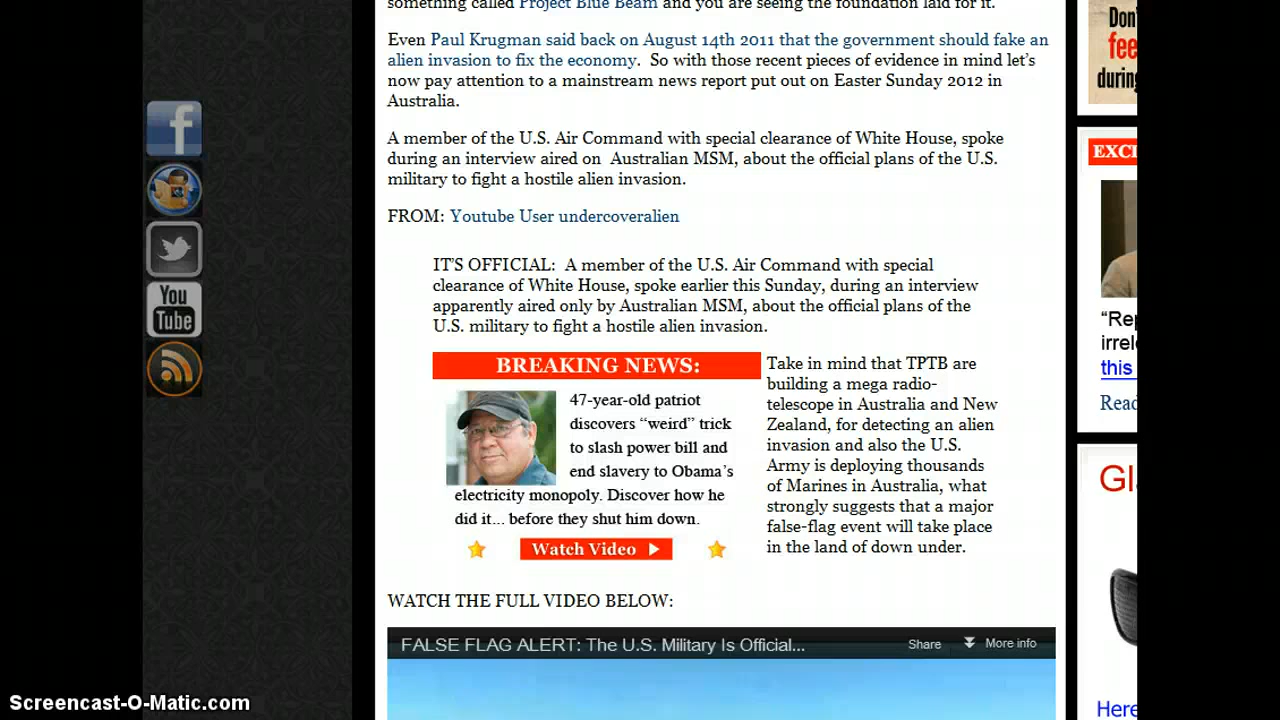 something called Project Blue Beam and you are seeing the foundation laid for it.
Even Paul Krugman said back on August 14th 2011 that the government should fake an
alien invasion to fix the economy.  So with those recent pieces of evidence in mind let's
now pay attention to a mainstream news report put out on Easter Sunday 2012 in
Australia.
A member of the U.S. Air Command with special clearance of White House, spoke
during an interview aired on  Australian MSM, about the official plans of the U.S.
military to fight a hostile alien invasion.
FROM: Youtube User undercoveralien
IT'S OFFICIAL:  A member of the U.S. Air Command with special
clearance of White House, spoke earlier this Sunday, during an interview
apparently aired only by Australian MSM, about the official plans of the
U.S. military to fight a hostile alien invasion.
BREAKING NEWS:
47-year-old patriot
discovers “weird” trick
to slash power bill and
end slavery to Obama's
electricity monopoly. Discover how he
did it... before they shut him down.
Watch Video
Take in mind that TPTB are
building a mega radio-
telescope in Australia and New
Zealand, for detecting an alien
invasion and also the U.S.
Army is deploying thousands
of Marines in Australia, what
strongly suggests that a major
false-flag event will take place
in the land of down under.
WATCH THE FULL VIDEO BELOW:
FALSE FLAG ALERT: The U.S. Military Is Official...
Share
More info
You
Tube
Don'
fee
during
EXC
“Rep
irrele
this
Read
Gl
Here
Screencast-O-Matic.com